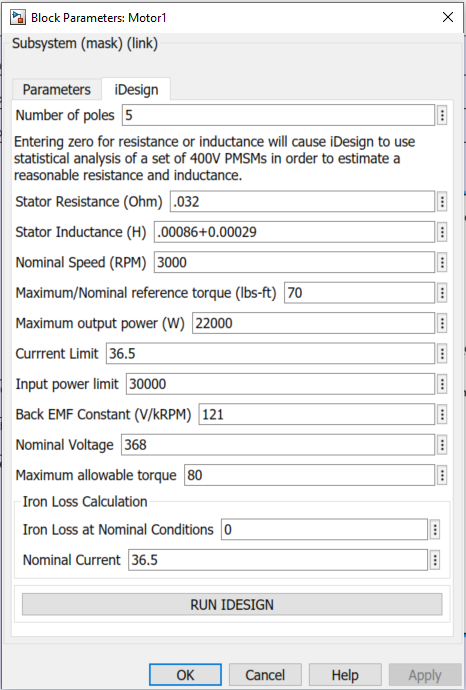 Block Parameters: Motor1
Subsystem (mask) (link)
Parameters iDesign
Number of poles 5
Entering zero for resistance or inductance will cause iDesign to use
statistical analysis of a set of 400V PMSMs in order to estimate a
reasonable resistance and inductance.
Stator Resistance (Ohm) .032
Stator Inductance (H) .00086+0.00029
Nominal Speed (RPM) 3000
Maximum/Nominal reference torque (lbs-ft) 70
Maximum output power (W) 22000
Currrent Limit 36.5
Input power limit 30000
Back EMF Constant (V/kRPM) 121
Nominal Voltage 368
Maximum allowable torque 80
Iron Loss Calculation
Iron Loss at Nominal Conditions 0
Nominal Current 36.5
RUN IDESIGN
OK Cancel Help Apply